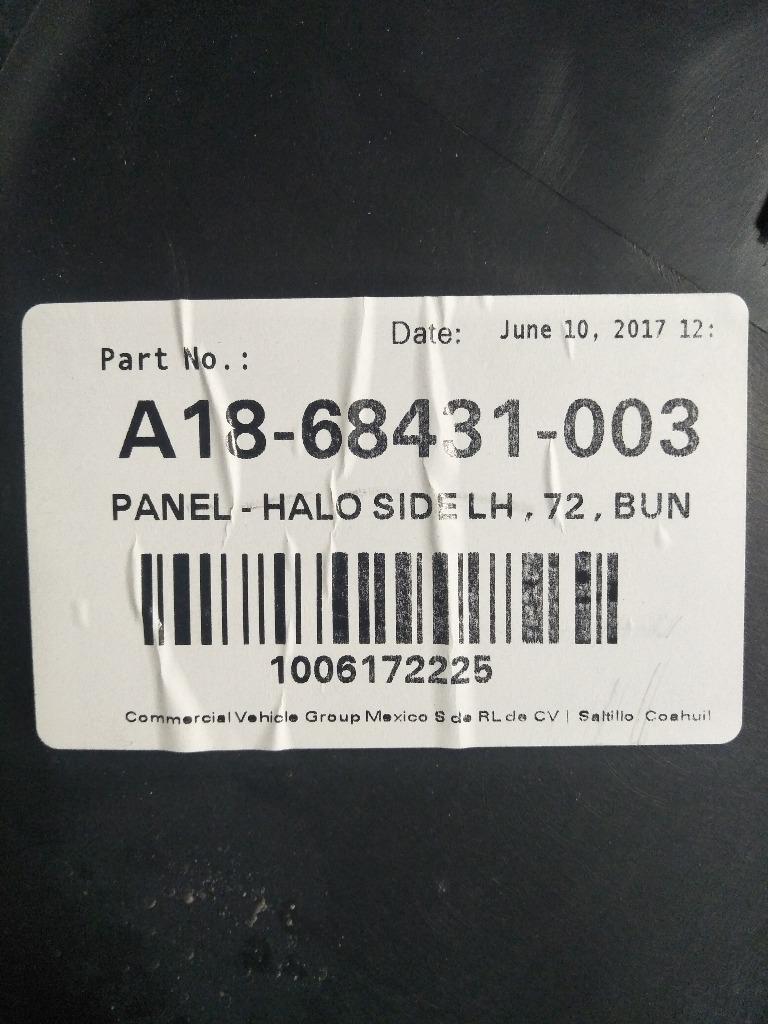 Date: June 10, 2017 12:
Part No.:
A18-68431-003
PANEL - HALO SIDE LH , 72 , BUN
1006172225
Commercial Vehicle Group Mexico S de RL de CV | Saltillo Coahuil